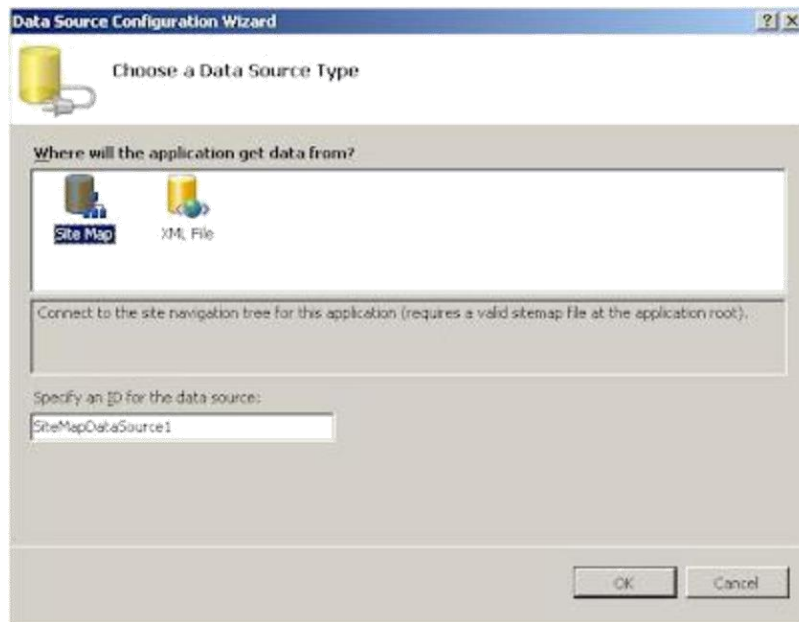 Data Source Configuration Wizard
Choose a Data Source Type
Where will the application get data from?
Site Map XML File
Connect to the site navigation tree for this application (requires a valid sitemap file at the application root).
Specify an ID for the data source:
SiteMapDataSource1
OK Cancel